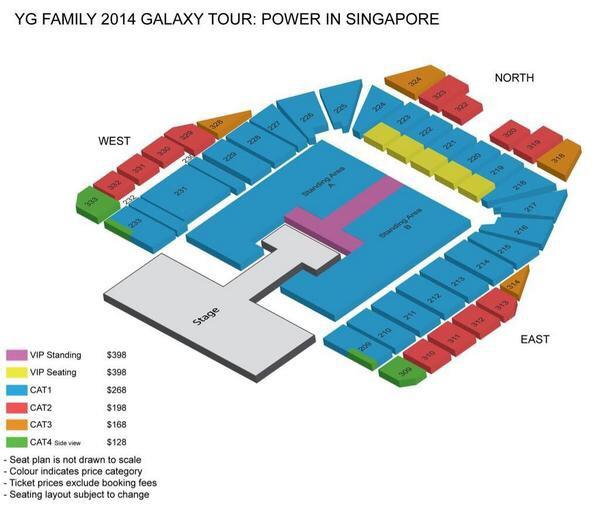 YG FAMILY 2014 GALAXY TOUR: POWER IN SINGAPORE
NORTH
324
323
322
225
224
226
223
227
222
320
319
318
WEST
328
329
228
221
330
229
220
331
219
332
231
218
333
232
233
217
Standing Area
A
Standing Area
B
216
215
214
314
213
313
212
312
211
311
210
310
209
309
EAST
Stage
VIP Standing $398
VIP Seating $398
CAT1 $268
CAT2 $198
CAT3 $168
CAT4 Side view $128
- Seat plan is not drawn to scale
- Colour indicates price category
- Ticket prices exclude booking fees
- Seating layout subject to change